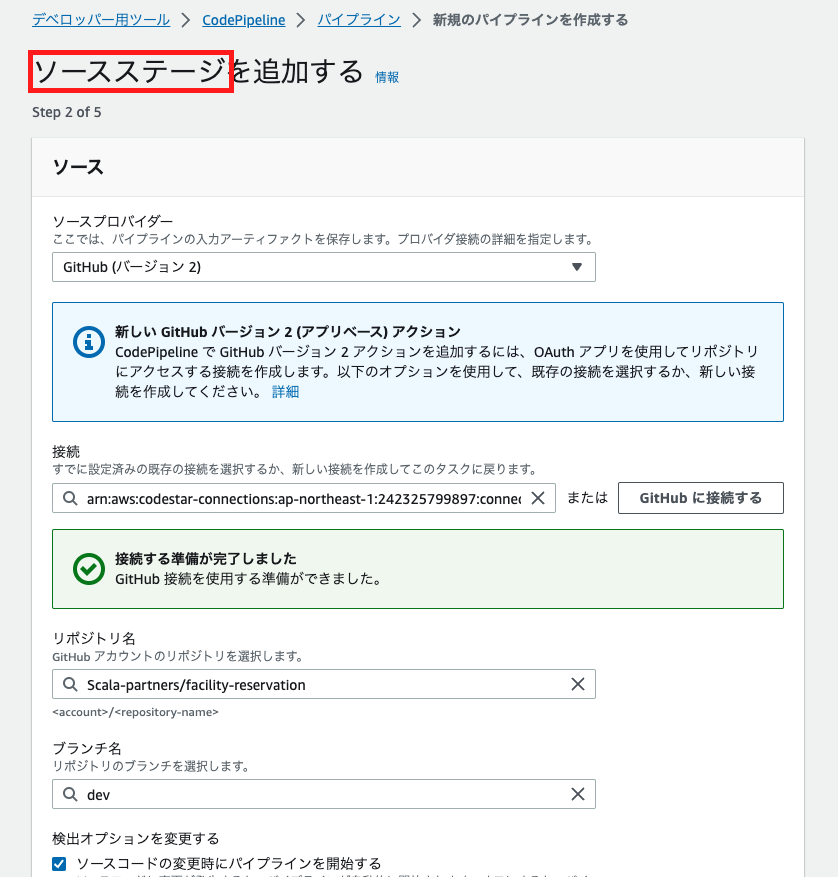 デベロッパー用ツール > CodePipeline > パイプライン > 新規のパイプラインを作成する
ソースステージを追加する 情報
Step 2 of 5
ソース
ソースプロバイダー
ここでは、パイプラインの入力アーティファクトを保存します。プロバイダ接続の詳細を指定します。
GitHub (バージョン 2)
新しい GitHub バージョン 2 (アプリベース) アクション
CodePipeline で GitHub バージョン 2 アクションを追加するには、OAuth アプリを使用してリポジトリ
にアクセスする接続を作成します。以下のオプションを使用して、既存の接続を選択するか、新しい接
続を作成してください。 詳細
接続
すでに設定済みの既存の接続を選択するか、新しい接続を作成してこのタスクに戻ります。
arn:aws:codestar-connections:ap-northeast-1:242325799897:connec または GitHub に接続する
接続する準備が完了しました
GitHub 接続を使用する準備ができました。
リポジトリ名
GitHub アカウントのリポジトリを選択します。
Scala-partners/facility-reservation
<account>/<repository-name>
ブランチ名
リポジトリのブランチを選択します。
dev
検出オプションを変更する
ソースコードの変更時にパイプラインを開始する